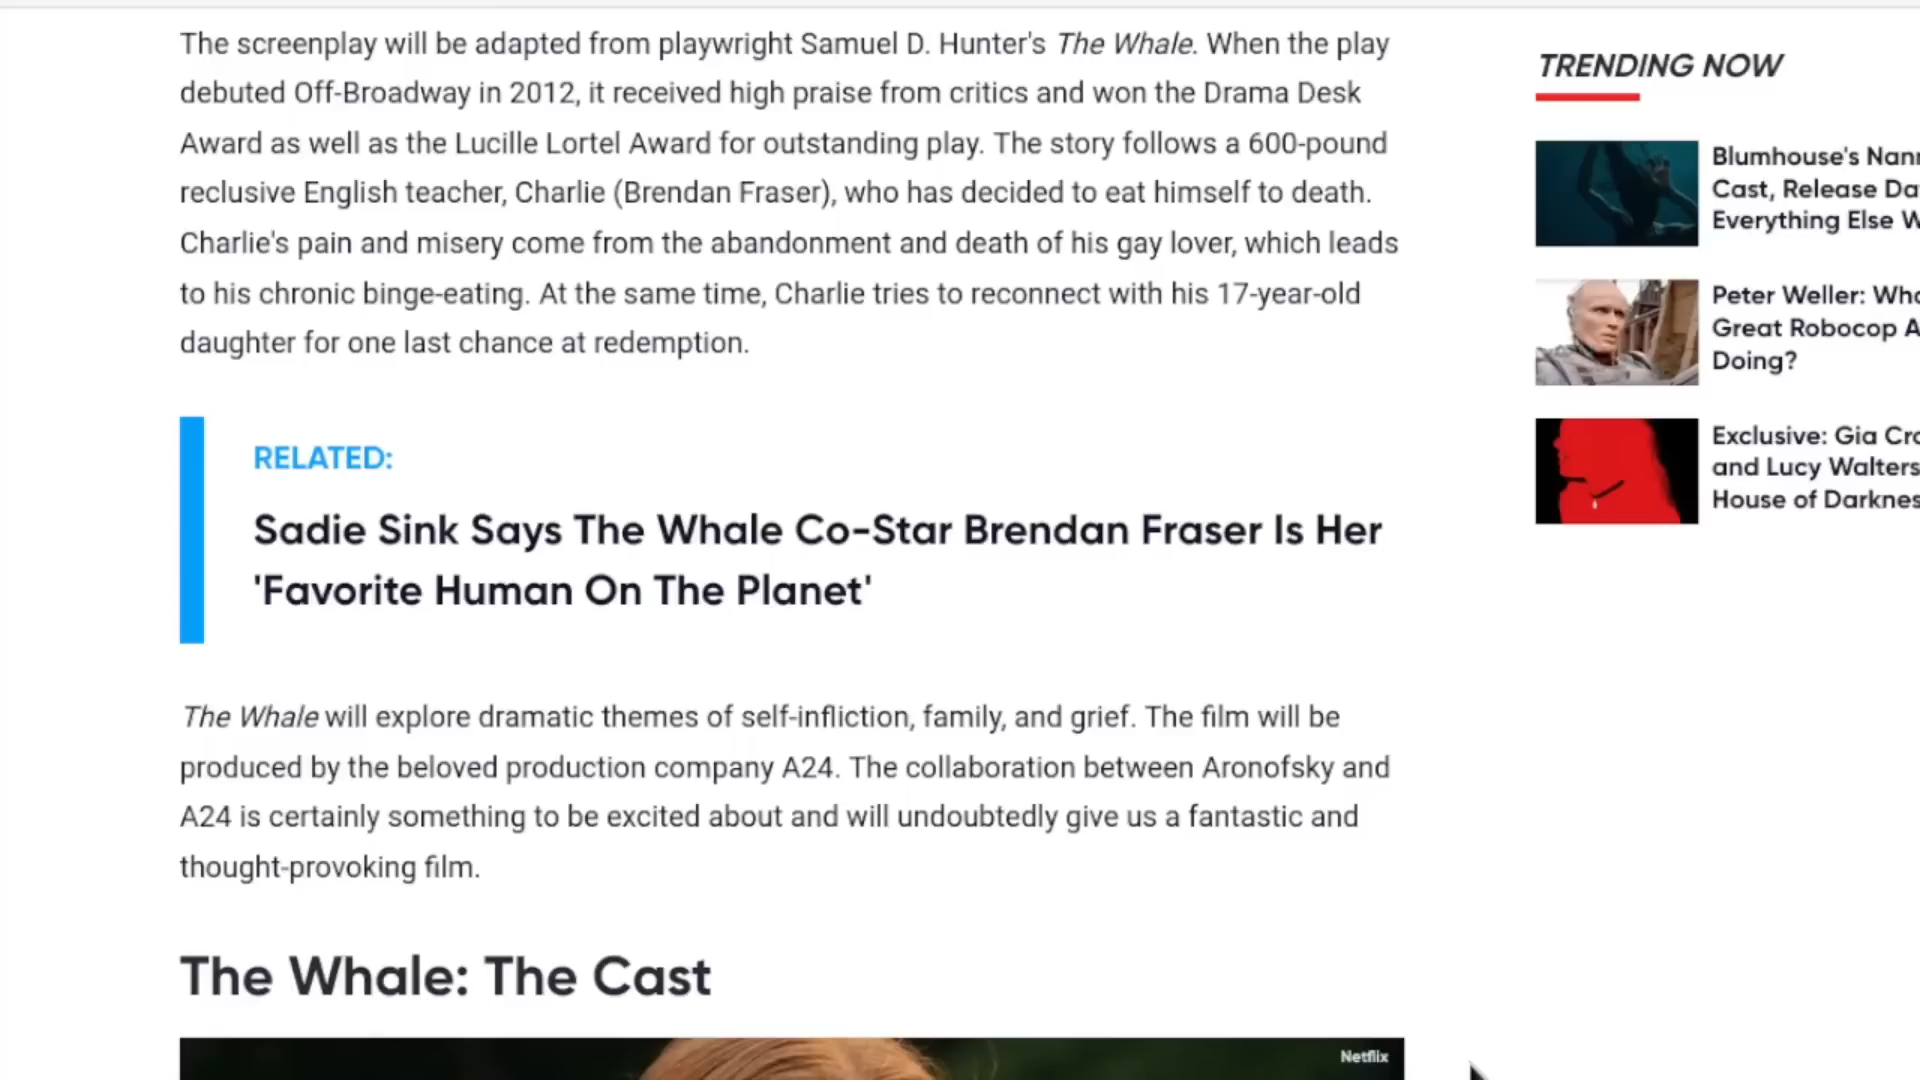 The screenplay will be adapted from playwright Samuel D. Hunter's The Whale. When the play
debuted Off-Broadway in 2012, it received high praise from critics and won the Drama Desk
Award as well as the Lucille Lortel Award for outstanding play. The story follows a 600-pound
reclusive English teacher, Charlie (Brendan Fraser), who has decided to eat himself to death.
Charlie's pain and misery come from the abandonment and death of his gay lover, which leads
to his chronic binge-eating. At the same time, Charlie tries to reconnect with his 17-year-old
daughter for one last chance at redemption.
RELATED:
Sadie Sink Says The Whale Co-Star Brendan Fraser Is Her
'Favorite Human On The Planet'
The Whale will explore dramatic themes of self-infliction, family, and grief. The film will be
produced by the beloved production company A24. The collaboration between Aronofsky and
A24 is certainly something to be excited about and will undoubtedly give us a fantastic and
thought-provoking film.
The Whale: The Cast
Netflix
TRENDING NOW
Blumhouse's
Cast, Release
Everything Else
Peter Weller:
Great Robocop
Doing?
Exclusive: Gia
and Lucy Walters
House of